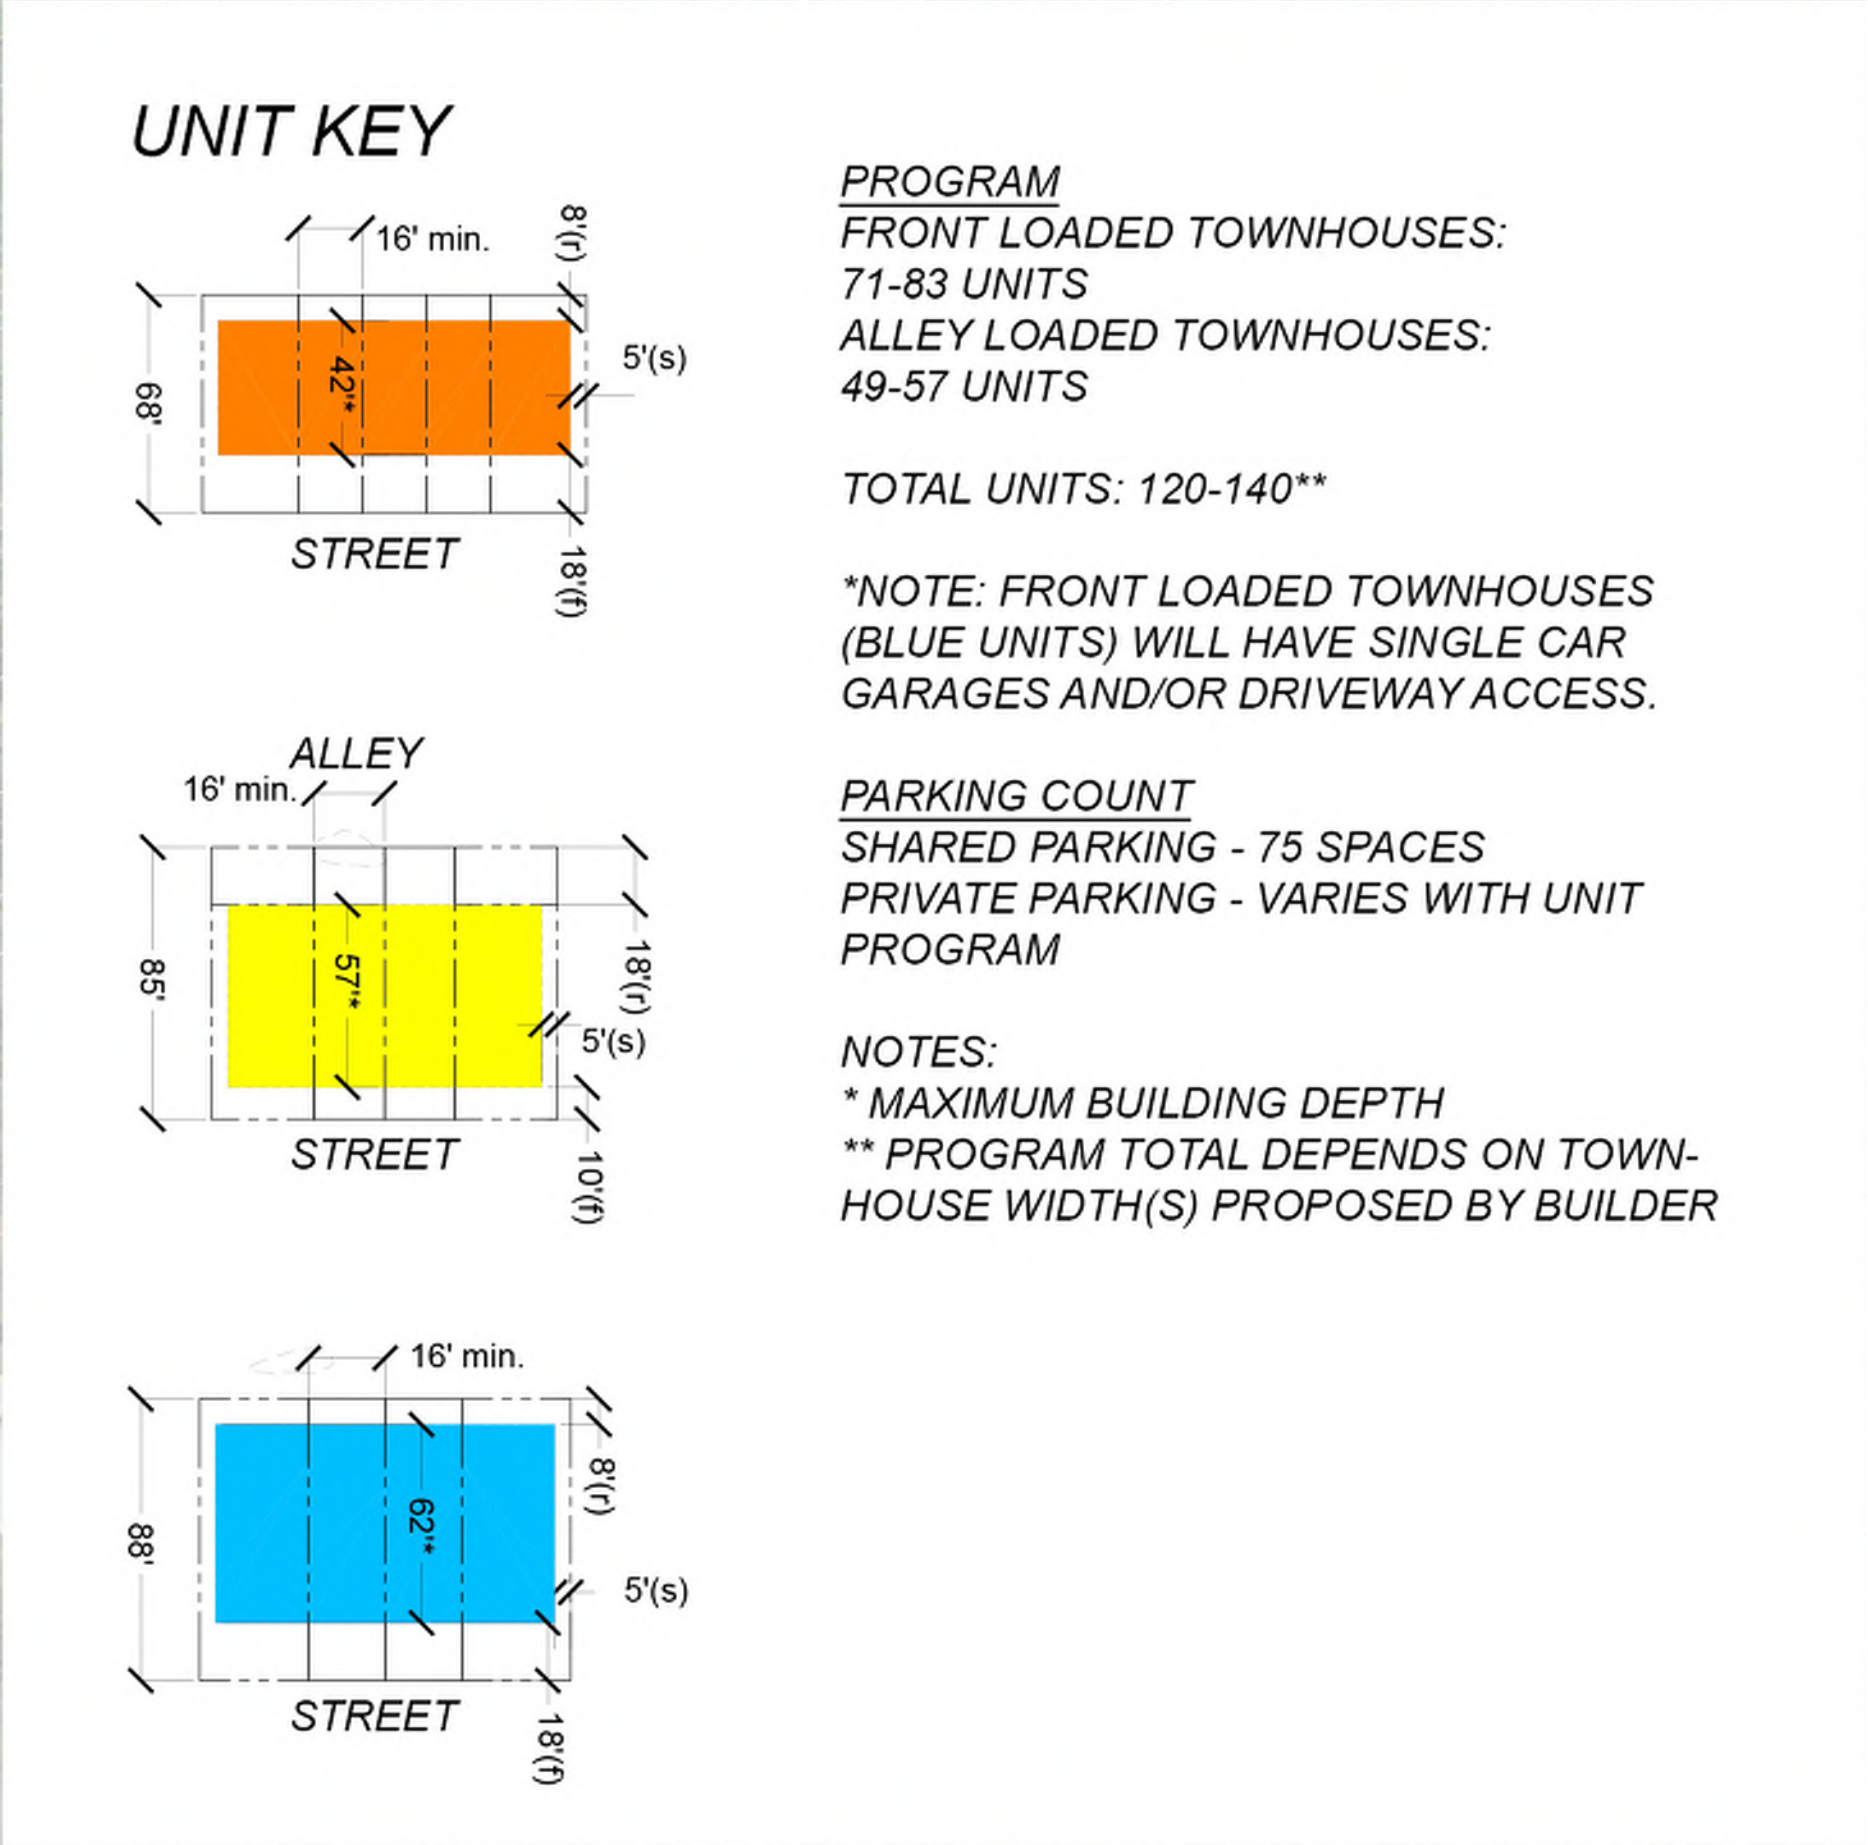 UNIT KEY
16' min.
8'(r)
5'(s)
42'*
68'
STREET
18'(f)
ALLEY
16' min.
18'(r)
57'*
85'
5'(s)
STREET
10'(f)
16' min.
8'(r)
62'*
88'
5'(s)
STREET
18'(f)
PROGRAM
FRONT LOADED TOWNHOUSES:
71-83 UNITS
ALLEY LOADED TOWNHOUSES:
49-57 UNITS
TOTAL UNITS: 120-140**
*NOTE: FRONT LOADED TOWNHOUSES
(BLUE UNITS) WILL HAVE SINGLE CAR
GARAGES AND/OR DRIVEWAY ACCESS.
PARKING COUNT
SHARED PARKING - 75 SPACES
PRIVATE PARKING - VARIES WITH UNIT
PROGRAM
NOTES:
* MAXIMUM BUILDING DEPTH
** PROGRAM TOTAL DEPENDS ON TOWN-
HOUSE WIDTH(S) PROPOSED BY BUILDER